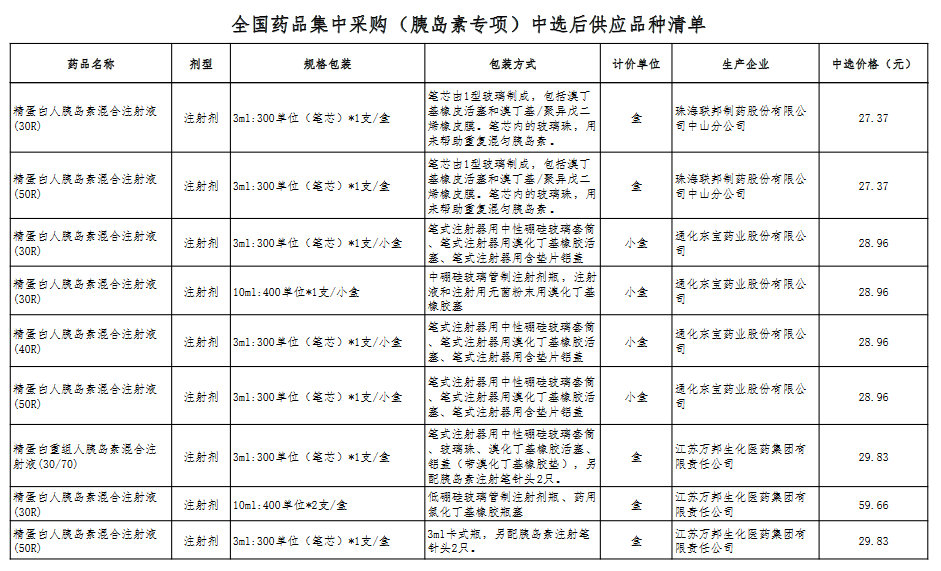 全国药品集中采购（胰岛素专项）中选后供应品种清单
药品名称 剂型 规格包装 包装方式 计价单位 生产企业 中选价格（元）
精蛋白人胰岛素混合注射液
(30R)
注射剂
3ml:300单位（笔芯）*1支/盒
笔芯由1型玻璃制成，包括溴丁
基橡皮活塞和溴丁基/聚异戊二
烯橡皮膜。笔芯内的玻璃珠，用
来帮助重复混匀胰岛素。
盒
珠海联邦制药股份有限公
司中山分公司
27.37
精蛋白人胰岛素混合注射液
(50R)
注射剂
3ml:300单位（笔芯）*1支/盒
笔芯由1型玻璃制成，包括溴丁
基橡皮活塞和溴丁基/聚异戊二
烯橡皮膜。笔芯内的玻璃珠，用
来帮助重复混匀胰岛素。
盒
珠海联邦制药股份有限公
司中山分公司
27.37
精蛋白人胰岛素混合注射液
(30R)
注射剂
3ml:300单位（笔芯）*1支/小盒
笔式注射器用中性硼硅玻璃套筒
、笔式注射器用溴化丁基橡胶活
塞、笔式注射器用含垫片铝盖
小盒
通化东宝药业股份有限公
司
28.96
精蛋白人胰岛素混合注射液
(30R)
注射剂
10ml:400单位*1支/小盒
中硼硅玻璃管制注射剂瓶，注射
液和注射用无菌粉末用溴化丁基
橡胶塞
小盒
通化东宝药业股份有限公
司
28.96
精蛋白人胰岛素混合注射液
(40R)
注射剂
3ml:300单位（笔芯）*1支/小盒
笔式注射器用中性硼硅玻璃套筒
、笔式注射器用溴化丁基橡胶活
塞、笔式注射器用含垫片铝盖
小盒
通化东宝药业股份有限公
司
28.96
精蛋白人胰岛素混合注射液
(50R)
注射剂
3ml:300单位（笔芯）*1支/小盒
笔式注射器用中性硼硅玻璃套筒
、笔式注射器用溴化丁基橡胶活
塞、笔式注射器用含垫片铝盖
小盒
通化东宝药业股份有限公
司
28.96
精蛋白重组人胰岛素混合注
射液(30/70)
注射剂
3ml:300单位（笔芯）*1支/盒
笔式注射器用中硼硅玻璃套筒
、玻璃珠、溴化丁基橡胶活塞、
铝盖（带溴化丁基橡胶垫），另
配胰岛素注射笔针头2只。
盒
江苏万邦生化医药集团有
限责任公司
29.83
精蛋白人胰岛素混合注射液
(30R)
注射剂
10ml:400单位*2支/盒
低硼硅玻璃管制注射剂瓶、药用
氯化丁基橡胶瓶塞
盒
江苏万邦生化医药集团有
限责任公司
59.66
精蛋白人胰岛素混合注射液
(50R)
注射剂
3ml:300单位（笔芯）*1支/盒
3ml卡式瓶，另配胰岛素注射笔
针头2只。
盒
江苏万邦生化医药集团有
限责任公司
29.83